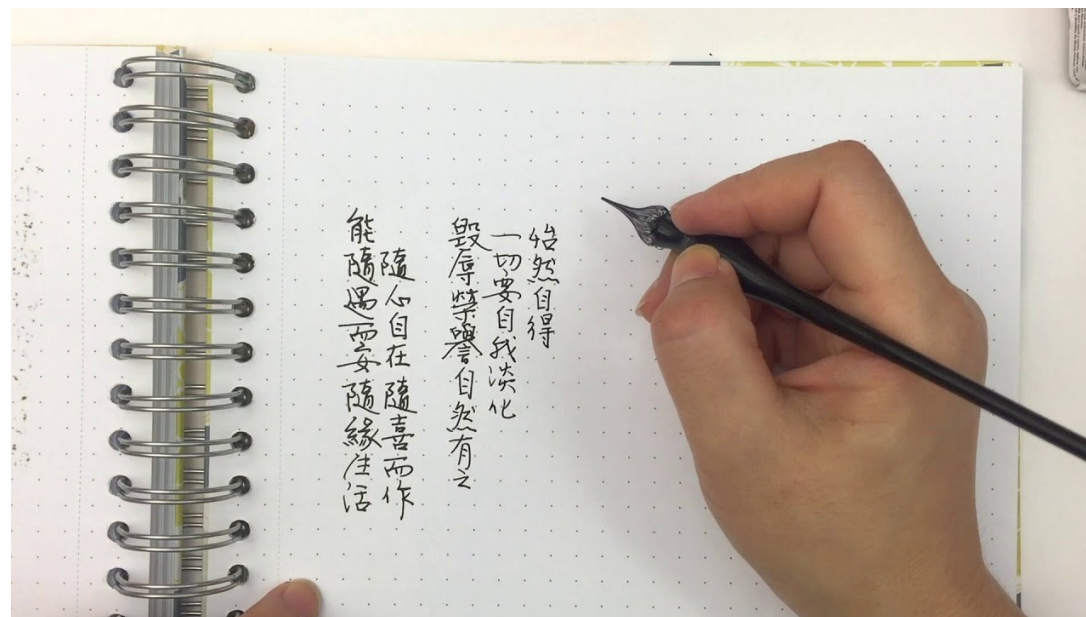 能隨遇而安隨緣生活
隨心自在 隨喜而作
毀辱榮譽自然有之
一切要自我淡化
怡然自得